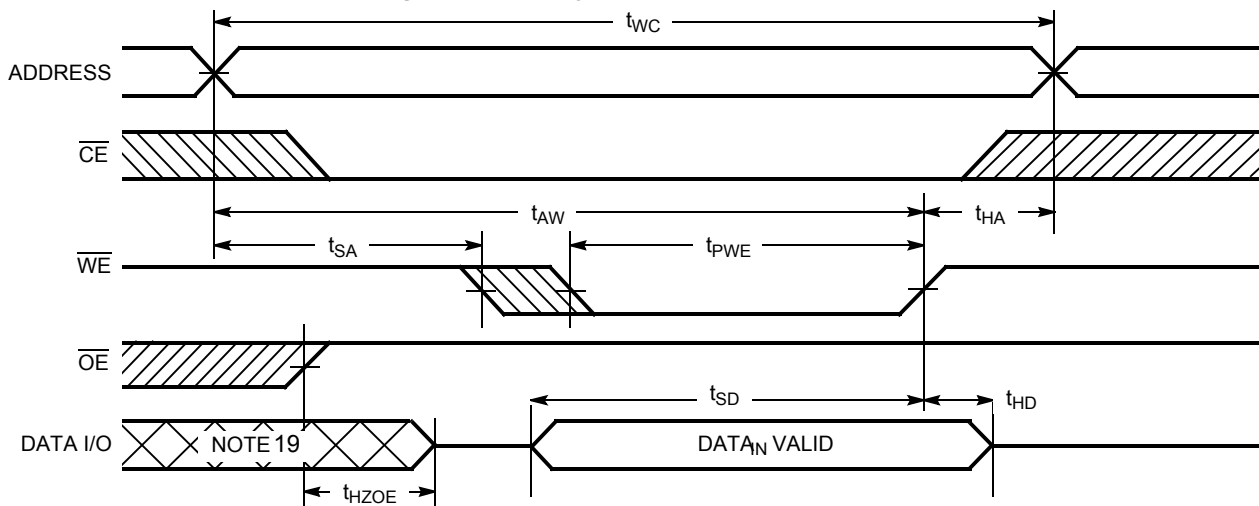 tWC
ADDRESS
CE
tAW
tHA
tSA
tPWE
WE
OE
tSD
tHD
DATA I/O
NOTE 19
DATAIN VALID
tHZOE